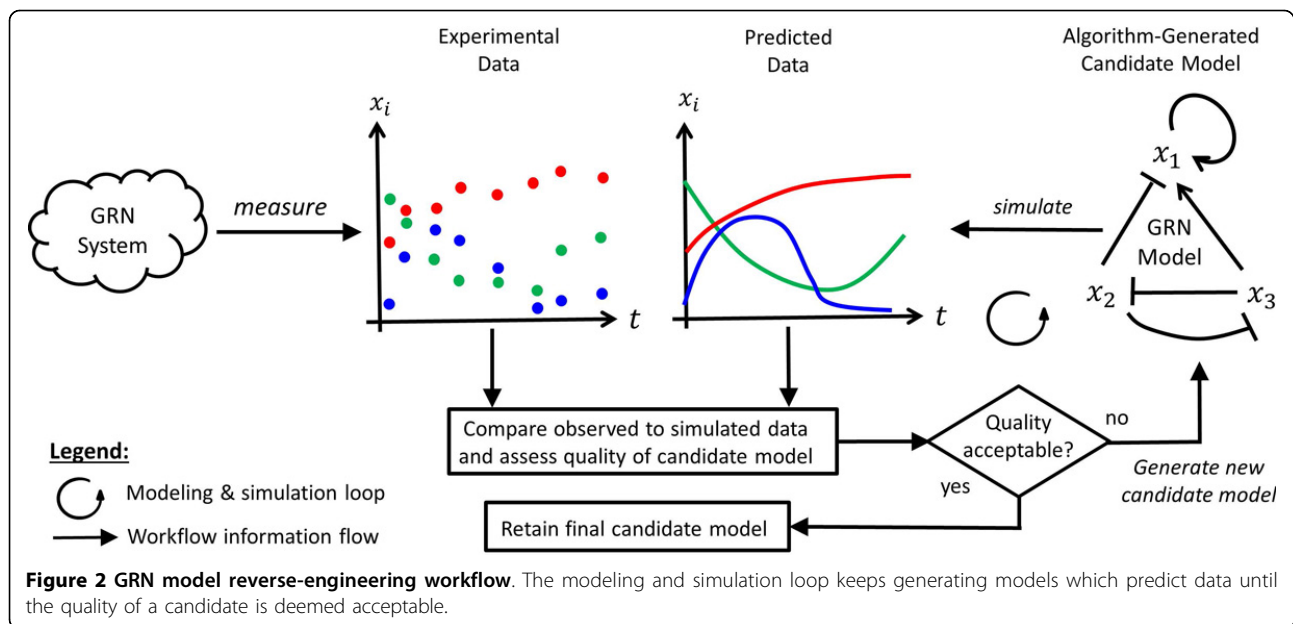 Experimental
Data
Predicted
Data
Algorithm-Generated
Candidate Model
GRN
System
measure
xᵢ
t
xᵢ
t
simulate
x₁
GRN
Model
x₂
x₃
Compare observed to simulated data
and assess quality of candidate model
Quality
acceptable?
no
yes
Generate new
candidate model
Retain final candidate model
Legend:
Modeling & simulation loop
Workflow information flow
Figure 2 GRN model reverse-engineering workflow. The modeling and simulation loop keeps generating models which predict data until
the quality of a candidate is deemed acceptable.